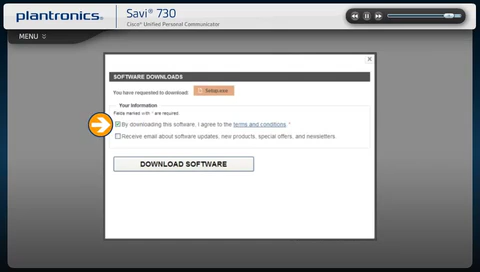 plantronics®
Savi® 730
Cisco® Unified Personal Communicator
MENU
SOFTWARE DOWNLOADS
You have requested to download: Setup.exe
Your Information
Fields marked with * are required.
By downloading this software, I agree to the terms and conditions. *
Receive email about software updates, new products, special offers, and newsletters.
DOWNLOAD SOFTWARE